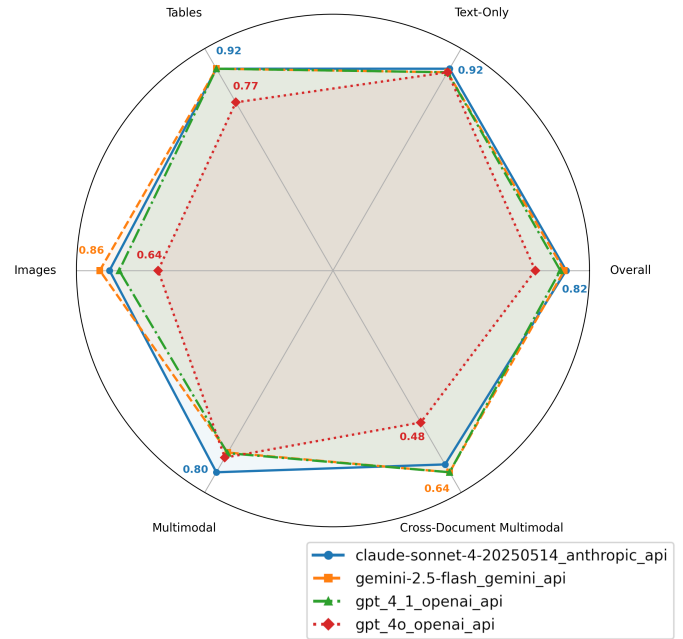 Tables
Text-Only
0.92
0.92
0.77
0.86
0.64
Images
Overall
0.82
0.48
0.80
0.64
Multimodal
Cross-Document Multimodal
claude-sonnet-4-20250514_anthropic_api
gemini-2.5-flash_gemini_api
gpt_4_1_openai_api
gpt_4o_openai_api